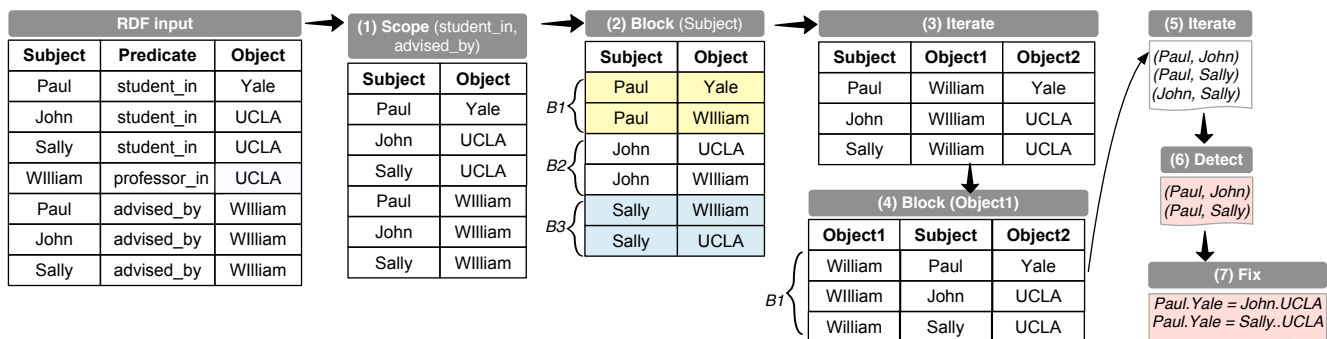 RDF input
Subject Predicate Object
Paul student_in Yale
John student_in UCLA
Sally student_in UCLA
WIlliam professor_in UCLA
Paul advised_by WIlliam
John advised_by WIlliam
Sally advised_by WIlliam
(1) Scope (student_in,
advised_by)
Subject Object
Paul Yale
John UCLA
Sally UCLA
Paul WIlliam
John WIlliam
Sally WIlliam
(2) Block (Subject)
Subject Object
B1
Paul Yale
Paul WIlliam
B2
John UCLA
John WIlliam
B3
Sally WIlliam
Sally UCLA
(3) Iterate
Subject Object1 Object2
Paul William Yale
John WIlliam UCLA
Sally William UCLA
(4) Block (Object1)
Object1 Subject Object2
B1
William Paul Yale
WIlliam John UCLA
William Sally UCLA
(5) Iterate
(Paul, John)
(Paul, Sally)
(John, Sally)
(6) Detect
(Paul, John)
(Paul, Sally)
(7) Fix
Paul.Yale = John.UCLA
Paul.Yale = Sally..UCLA